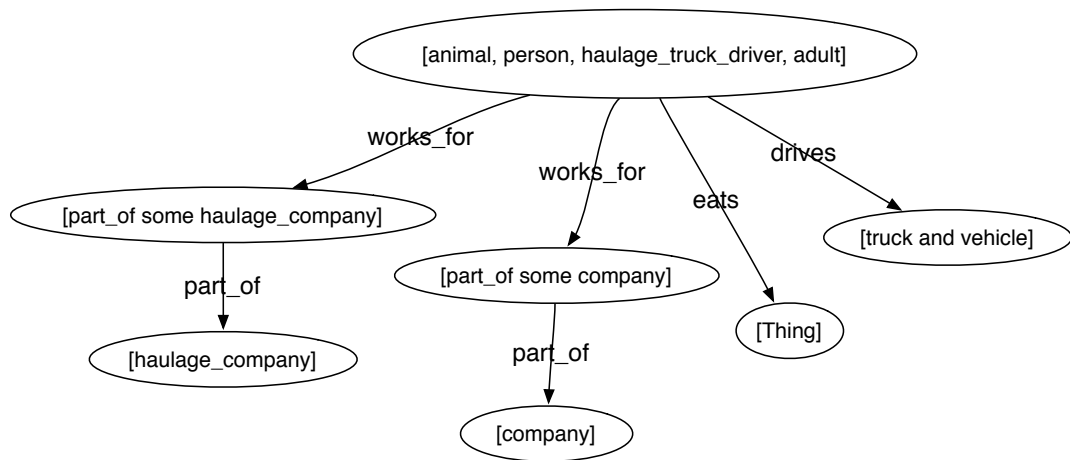 [animal, person, haulage_truck_driver, adult]
works_for
works_for
drives
eats
[part_of some haulage_company]
[truck and vehicle]
[part_of some company]
part_of
[Thing]
[haulage_company]
part_of
[company]